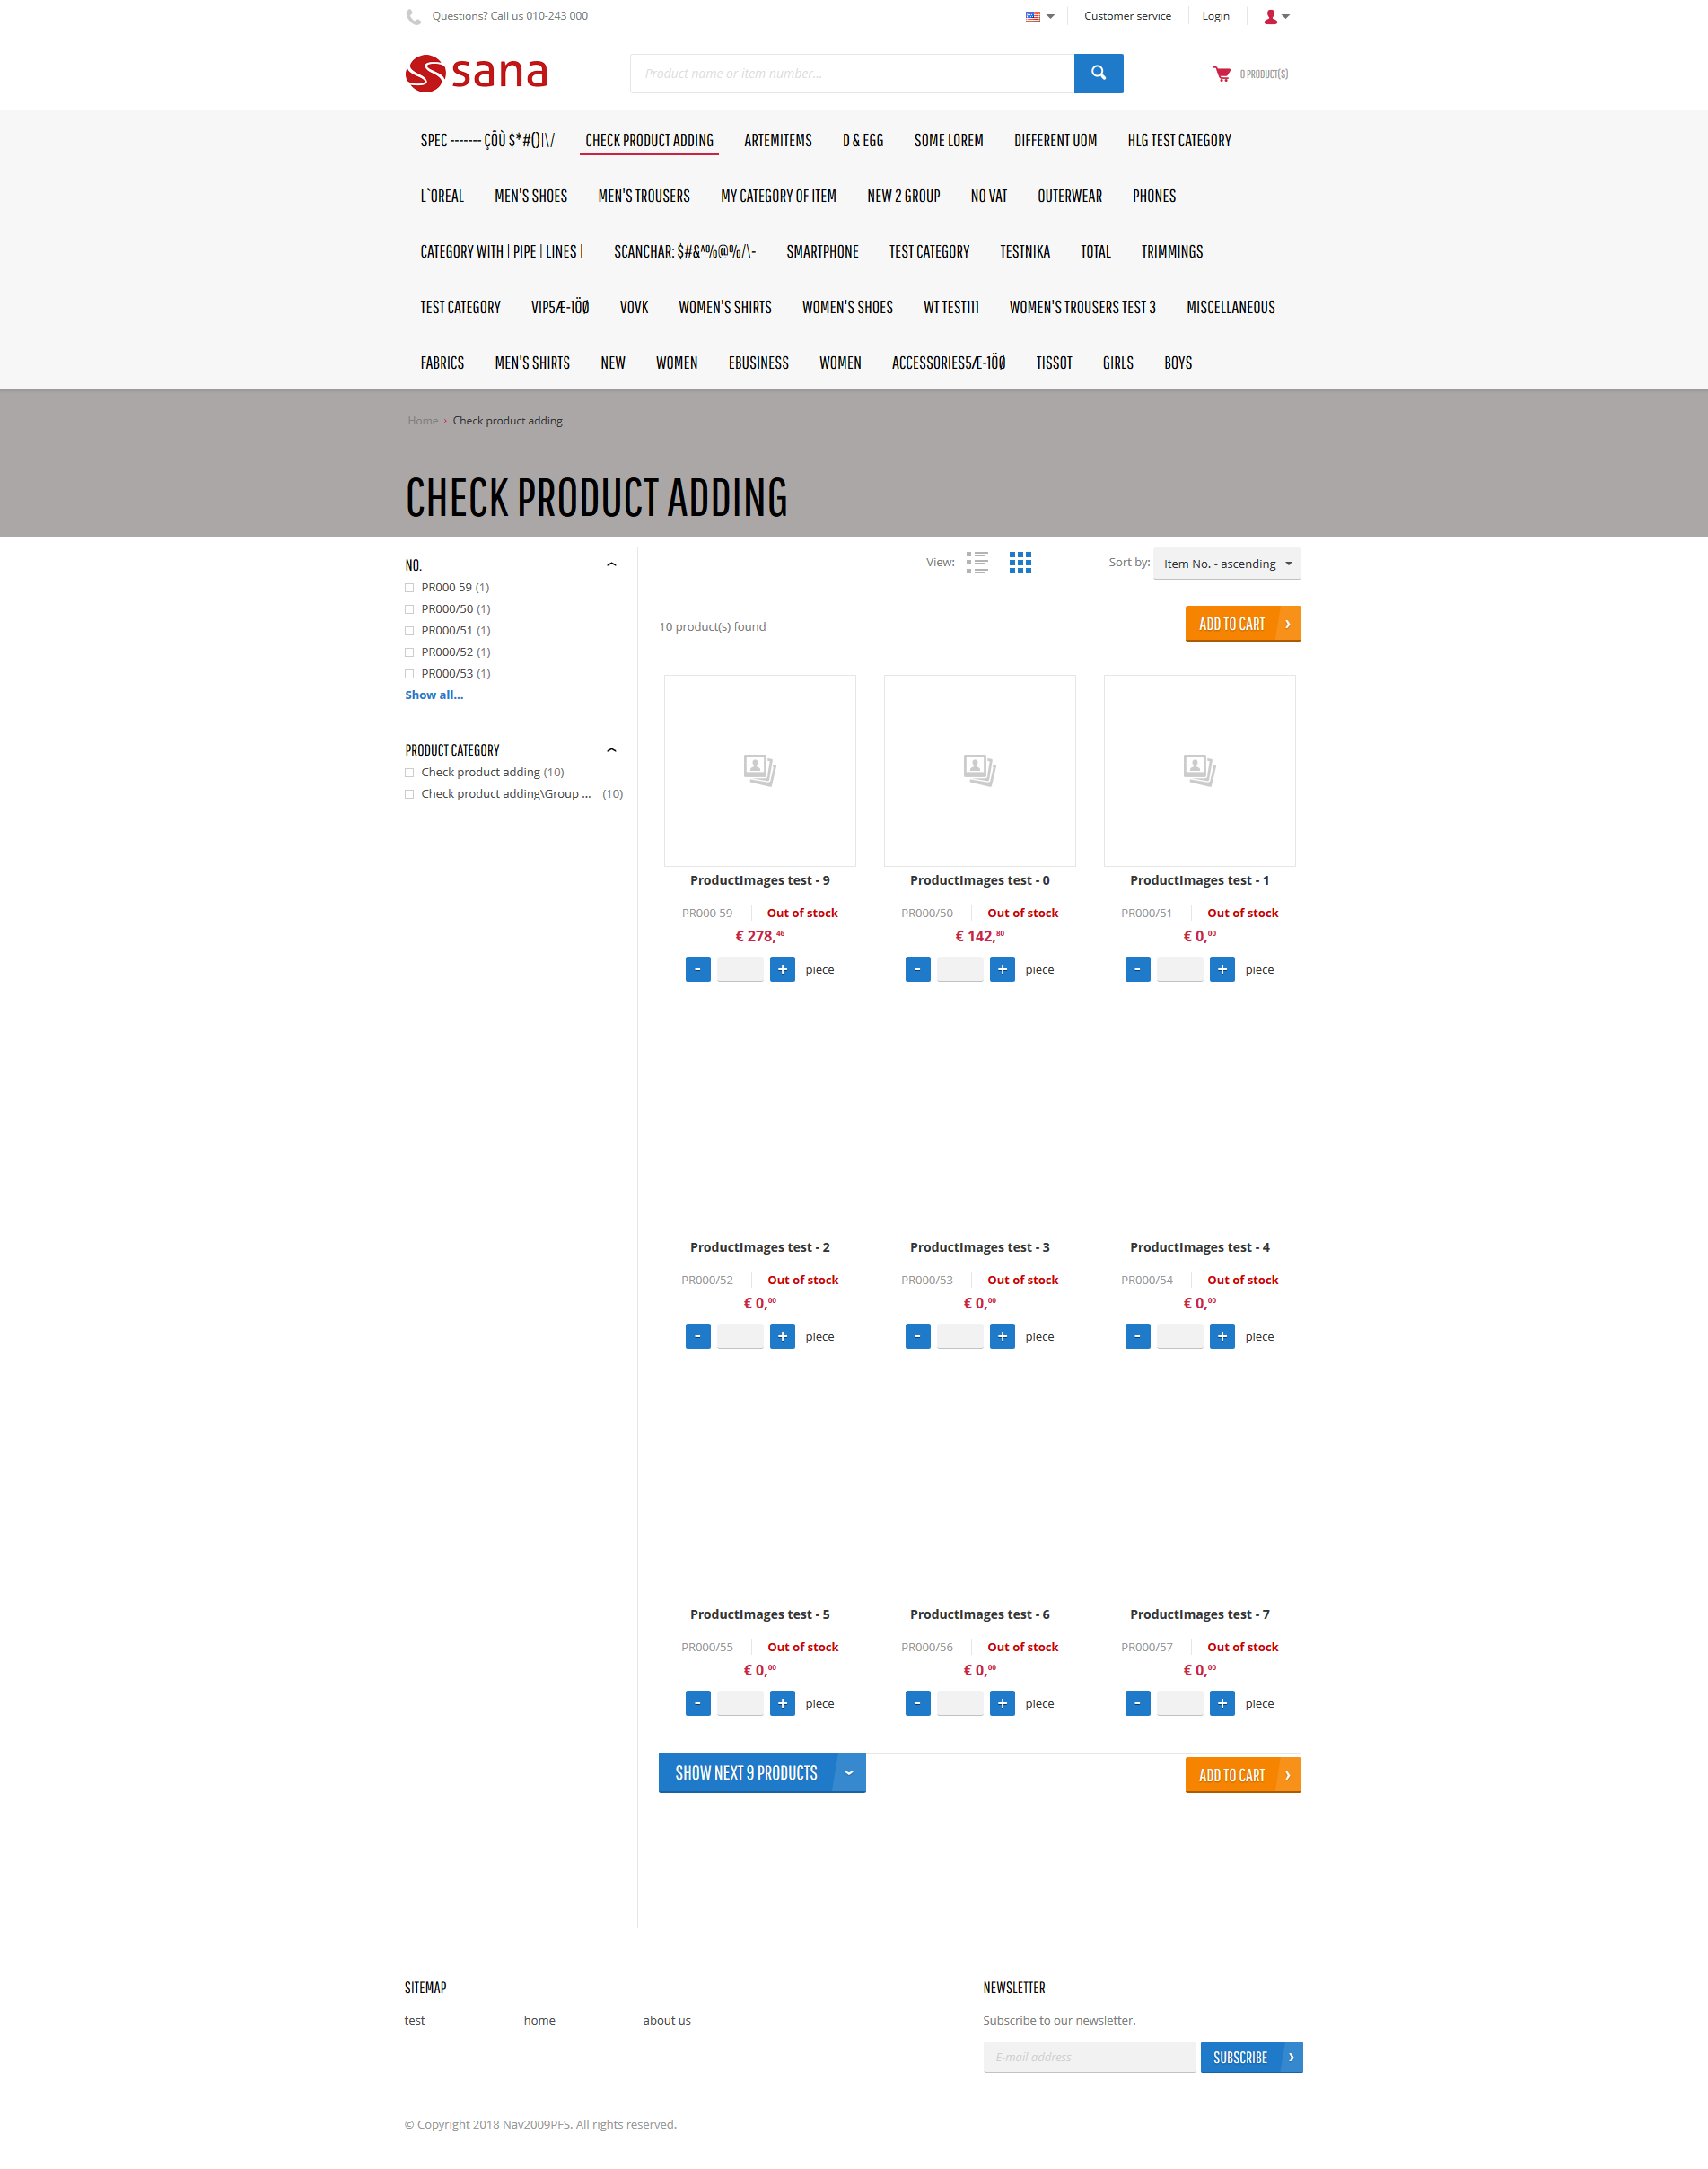 Questions? Call us 010-243 000
Customer service
Login
sana
Product name or item number...
0 PRODUCT(S)
SPEC ------- ÇÕÙ $*#()|\/ CHECK PRODUCT ADDING ARTEMITEMS D & EGG SOME LOREM DIFFERENT UOM HLG TEST CATEGORY
L`OREAL MEN'S SHOES MEN'S TROUSERS MY CATEGORY OF ITEM NEW 2 GROUP NO VAT OUTERWEAR PHONES
CATEGORY WITH | PIPE | LINES | SCANCHAR: $#&^%@%/\- SMARTPHONE TEST CATEGORY TESTNIKA TOTAL TRIMMINGS
TEST CATEGORY VIP5Æ-1ÖØ VOVK WOMEN'S SHIRTS WOMEN'S SHOES WT TEST111 WOMEN'S TROUSERS TEST 3 MISCELLANEOUS
FABRICS MEN'S SHIRTS NEW WOMEN EBUSINESS WOMEN ACCESSORIES5Æ-1ÖØ TISSOT GIRLS BOYS
Home › Check product adding
CHECK PRODUCT ADDING
NO.
PR000 59 (1)
PR000/50 (1)
PR000/51 (1)
PR000/52 (1)
PR000/53 (1)
Show all...
PRODUCT CATEGORY
Check product adding (10)
Check product adding\Group ... (10)
View:
Sort by: Item No. - ascending
10 product(s) found
ADD TO CART
ProductImages test - 9 ProductImages test - 0 ProductImages test - 1
PR000 59 Out of stock PR000/50 Out of stock PR000/51 Out of stock
€ 278,46 € 142,80 € 0,00
- + piece - + piece - + piece
ProductImages test - 2 ProductImages test - 3 ProductImages test - 4
PR000/52 Out of stock PR000/53 Out of stock PR000/54 Out of stock
€ 0,00 € 0,00 € 0,00
- + piece - + piece - + piece
ProductImages test - 5 ProductImages test - 6 ProductImages test - 7
PR000/55 Out of stock PR000/56 Out of stock PR000/57 Out of stock
€ 0,00 € 0,00 € 0,00
- + piece - + piece - + piece
SHOW NEXT 9 PRODUCTS
ADD TO CART
SITEMAP
test home about us
NEWSLETTER
Subscribe to our newsletter.
E-mail address
SUBSCRIBE
© Copyright 2018 Nav2009PFS. All rights reserved.